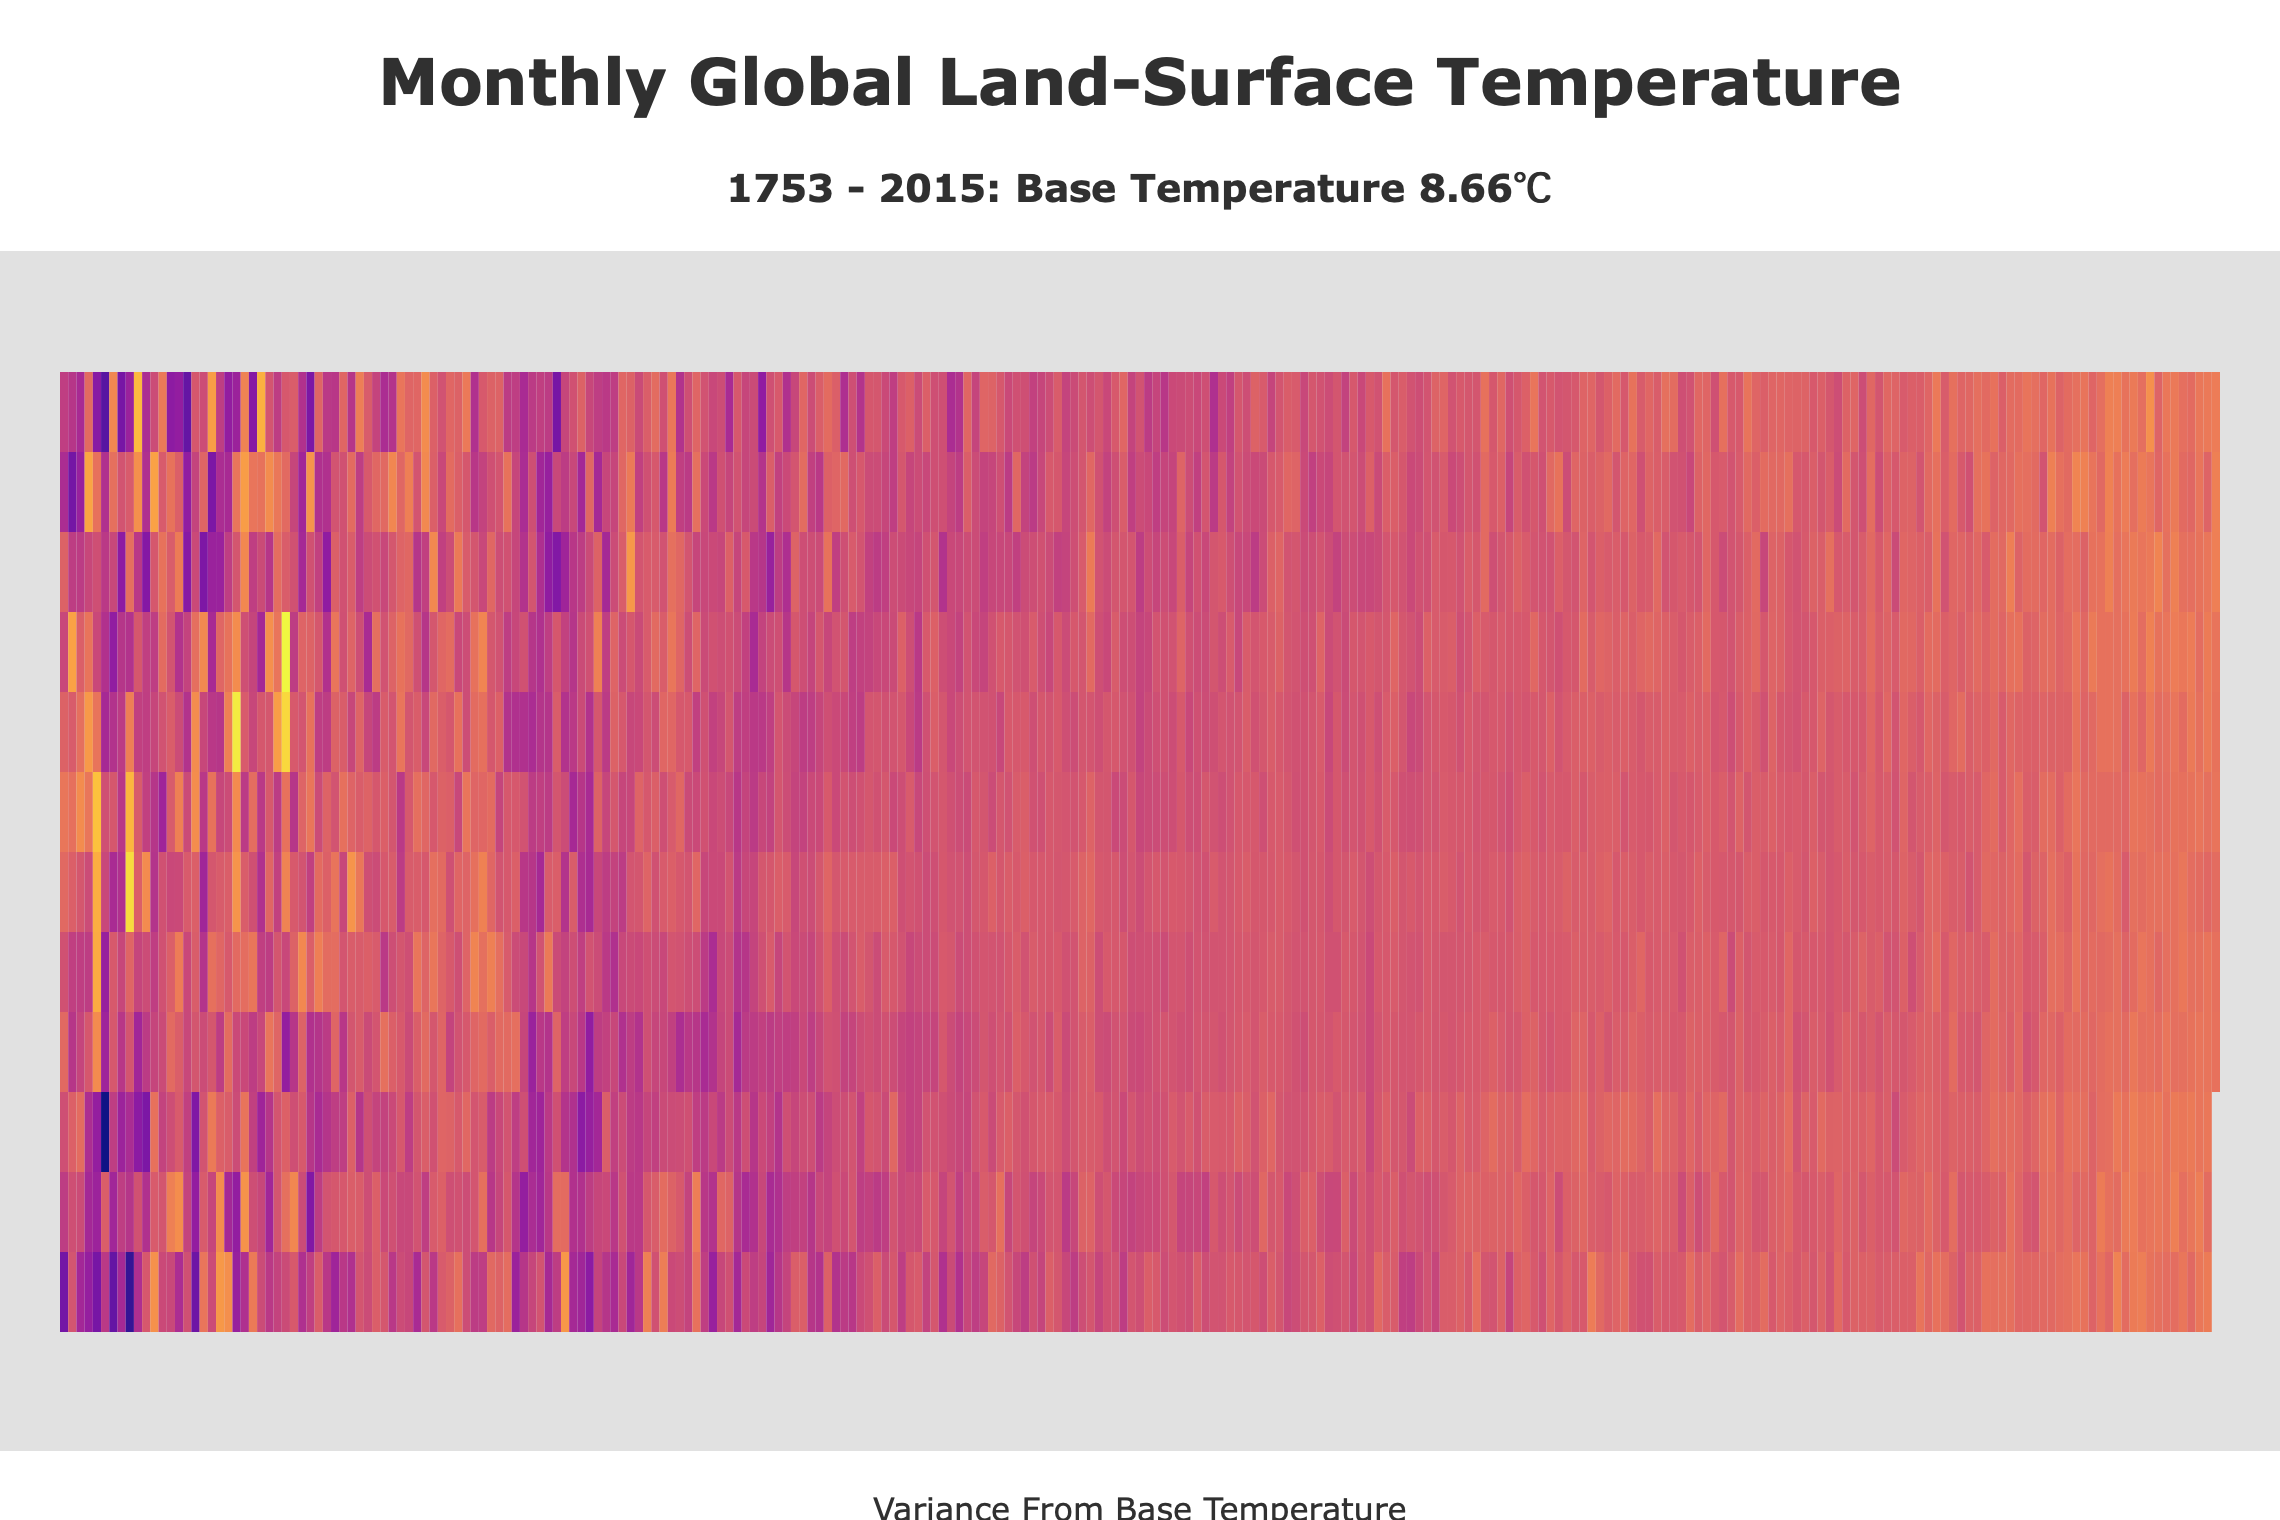 Monthly Global Land-Surface Temperature
1753 - 2015: Base Temperature 8.66℃
Variance From Base Temperature